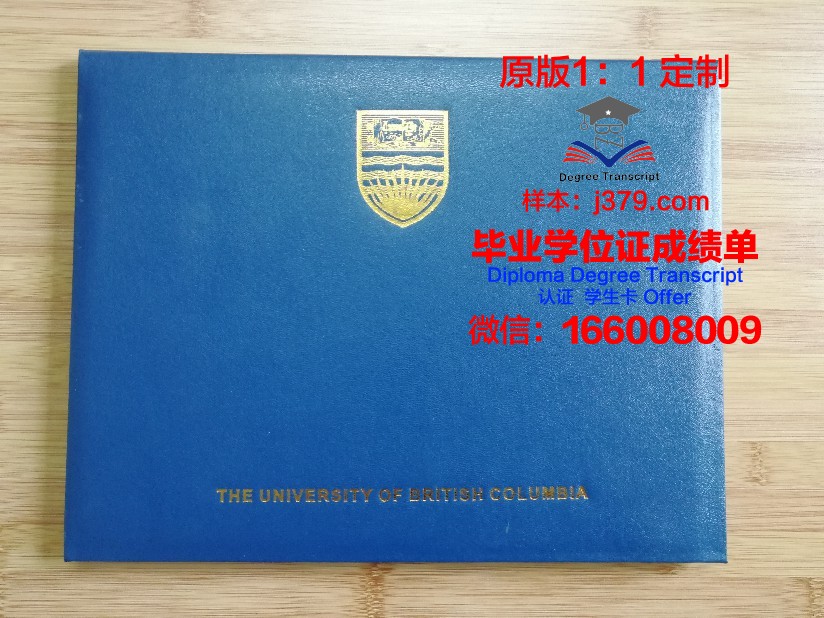 原版1：1 定制
Degree Transcript
样本：j379.com
毕业学位证成绩单
Diploma Degree Transcript
认证 学生卡 Offer
微信：166008009
THE UNIVERSITY OF BRITISH COLUMBIA